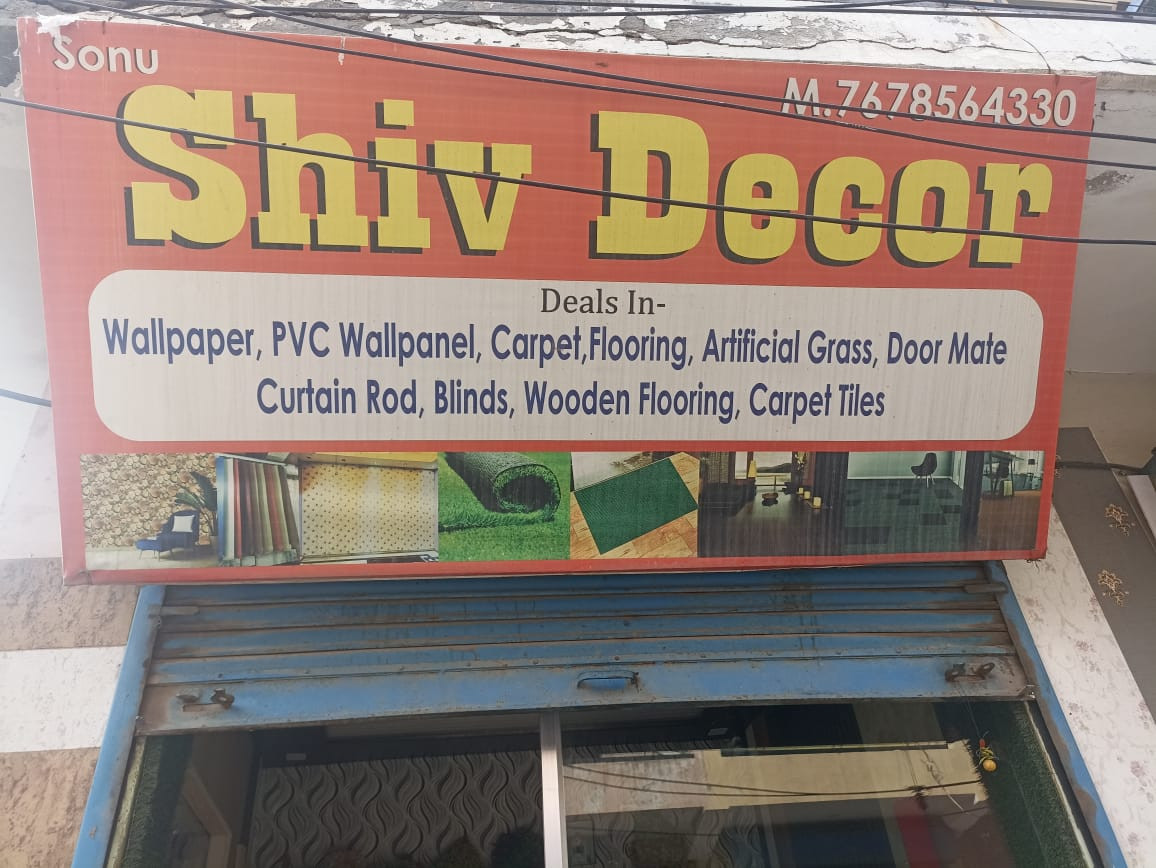 Sonu
M.7678564330
Shiv Decor
Deals In-
Wallpaper, PVC Wallpanel, Carpet,Flooring, Artificial Grass, Door Mate
Curtain Rod, Blinds, Wooden Flooring, Carpet Tiles